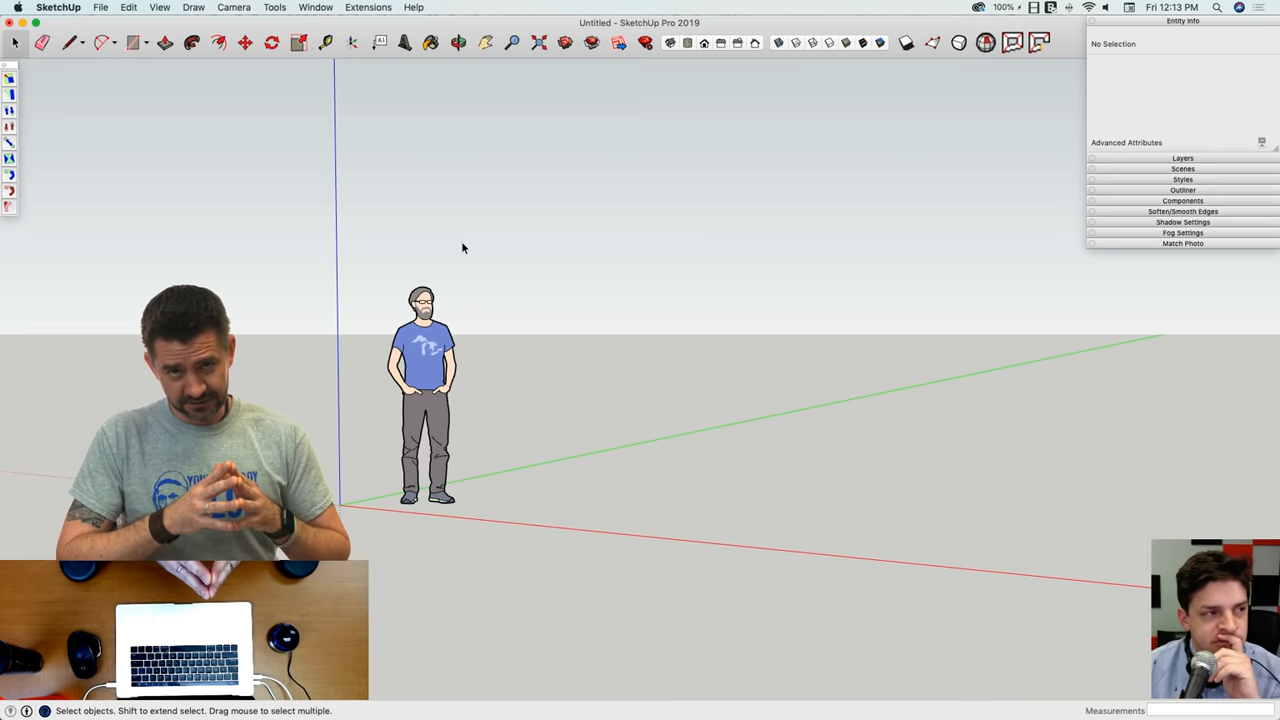 SketchUp File Edit View Draw Camera Tools Window Extensions Help 100% Fri 12:13 PM
Untitled - SketchUp Pro 2019
Entity Info
No Selection
Advanced Attributes
Layers
Scenes
Styles
Outliner
Components
Soften/Smooth Edges
Shadow Settings
Fog Settings
Match Photo
Select objects. Shift to extend select. Drag mouse to select multiple.
Measurements